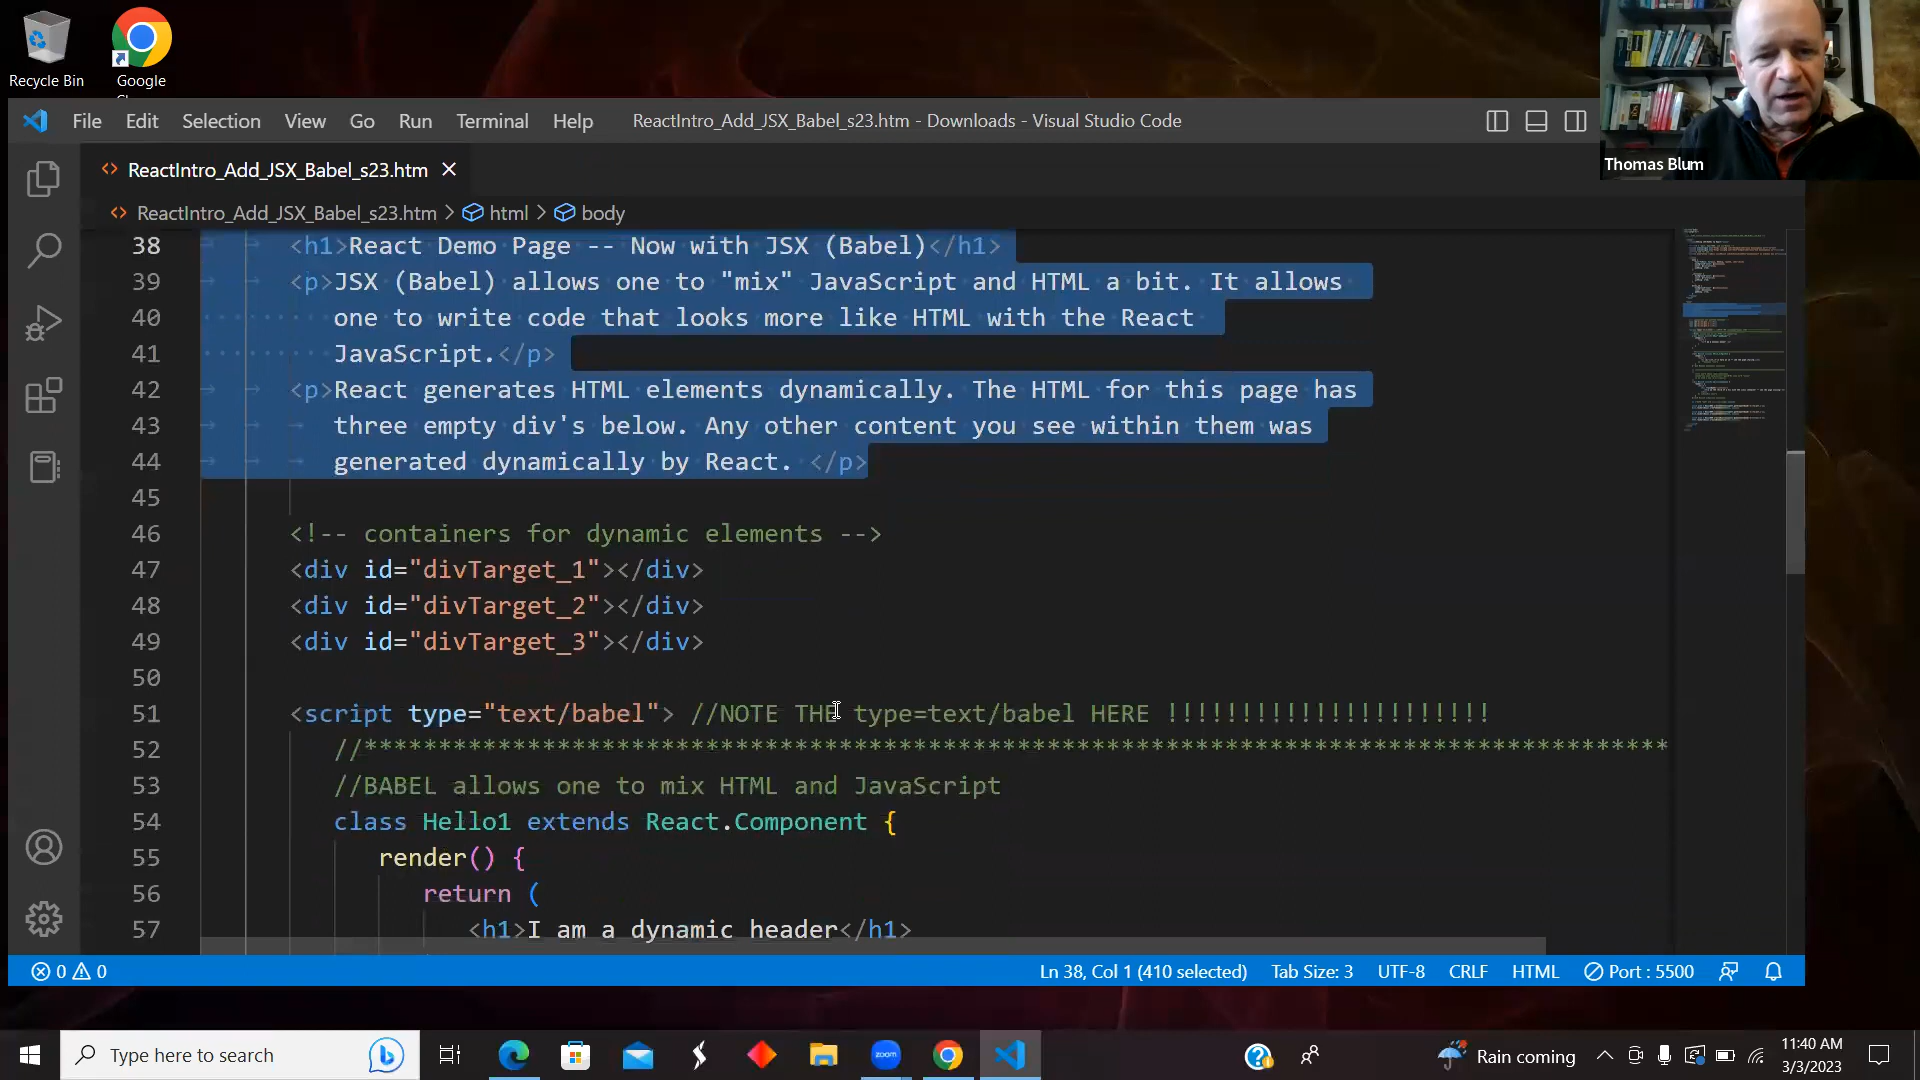 Recycle Bin
Google
Thomas Blum
File Edit Selection View Go Run Terminal Help
ReactIntro_Add_JSX_Babel_s23.htm - Downloads - Visual Studio Code
ReactIntro_Add_JSX_Babel_s23.htm
ReactIntro_Add_JSX_Babel_s23.htm > html > body
38 <h1>React Demo Page -- Now with JSX (Babel)</h1>
39 <p>JSX (Babel) allows one to "mix" JavaScript and HTML a bit. It allows
40 one to write code that looks more like HTML with the React
41 JavaScript.</p>
42 <p>React generates HTML elements dynamically. The HTML for this page has
43 three empty div's below. Any other content you see within them was
44 generated dynamically by React. </p>
45
46 <!-- containers for dynamic elements -->
47 <div id="divTarget_1"></div>
48 <div id="divTarget_2"></div>
49 <div id="divTarget_3"></div>
50
51 <script type="text/babel"> //NOTE THE type=text/babel HERE !!!!!!!!!!!!!!!!!!!!!!
52 //****************************************************************************************
53 //BABEL allows one to mix HTML and JavaScript
54 class Hello1 extends React.Component {
55 render() {
56 return (
57 <h1>I am a dynamic header</h1>
0 0 Ln 38, Col 1 (410 selected) Tab Size: 3 UTF-8 CRLF HTML Port : 5500
Type here to search
zoom
Rain coming
11:40 AM
3/3/2023